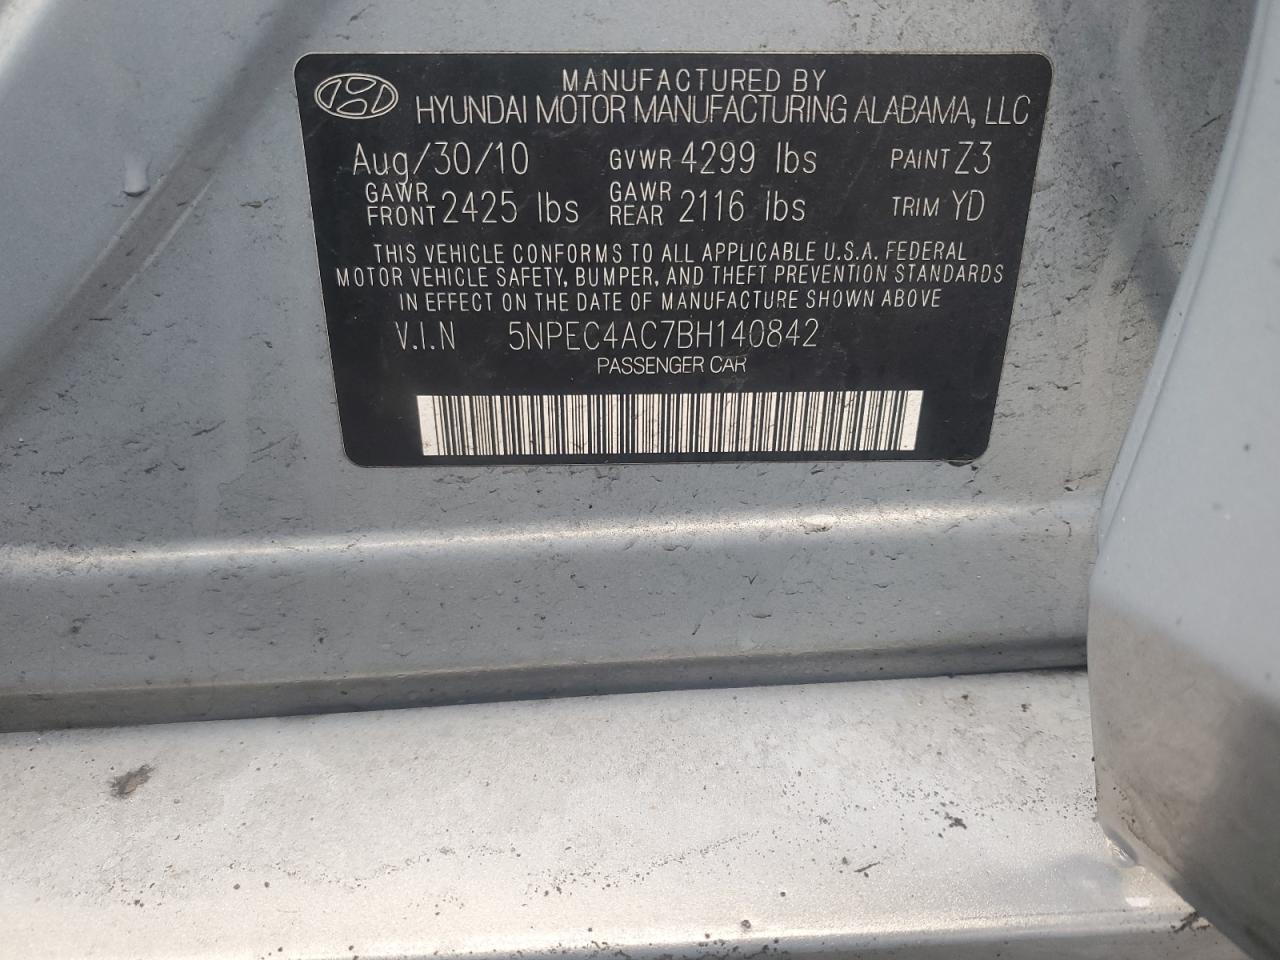 MANUFACTURED BY
HYUNDAI MOTOR MANUFACTURING ALABAMA, LLC
Aug/30/10 GVWR 4299 lbs PAINT Z3
GAWR FRONT 2425 lbs GAWR REAR 2116 lbs TRIM YD
THIS VEHICLE CONFORMS TO ALL APPLICABLE U.S.A. FEDERAL
MOTOR VEHICLE SAFETY, BUMPER, AND THEFT PREVENTION STANDARDS
IN EFFECT ON THE DATE OF MANUFACTURE SHOWN ABOVE
V.I.N 5NPEC4AC7BH140842
PASSENGER CAR